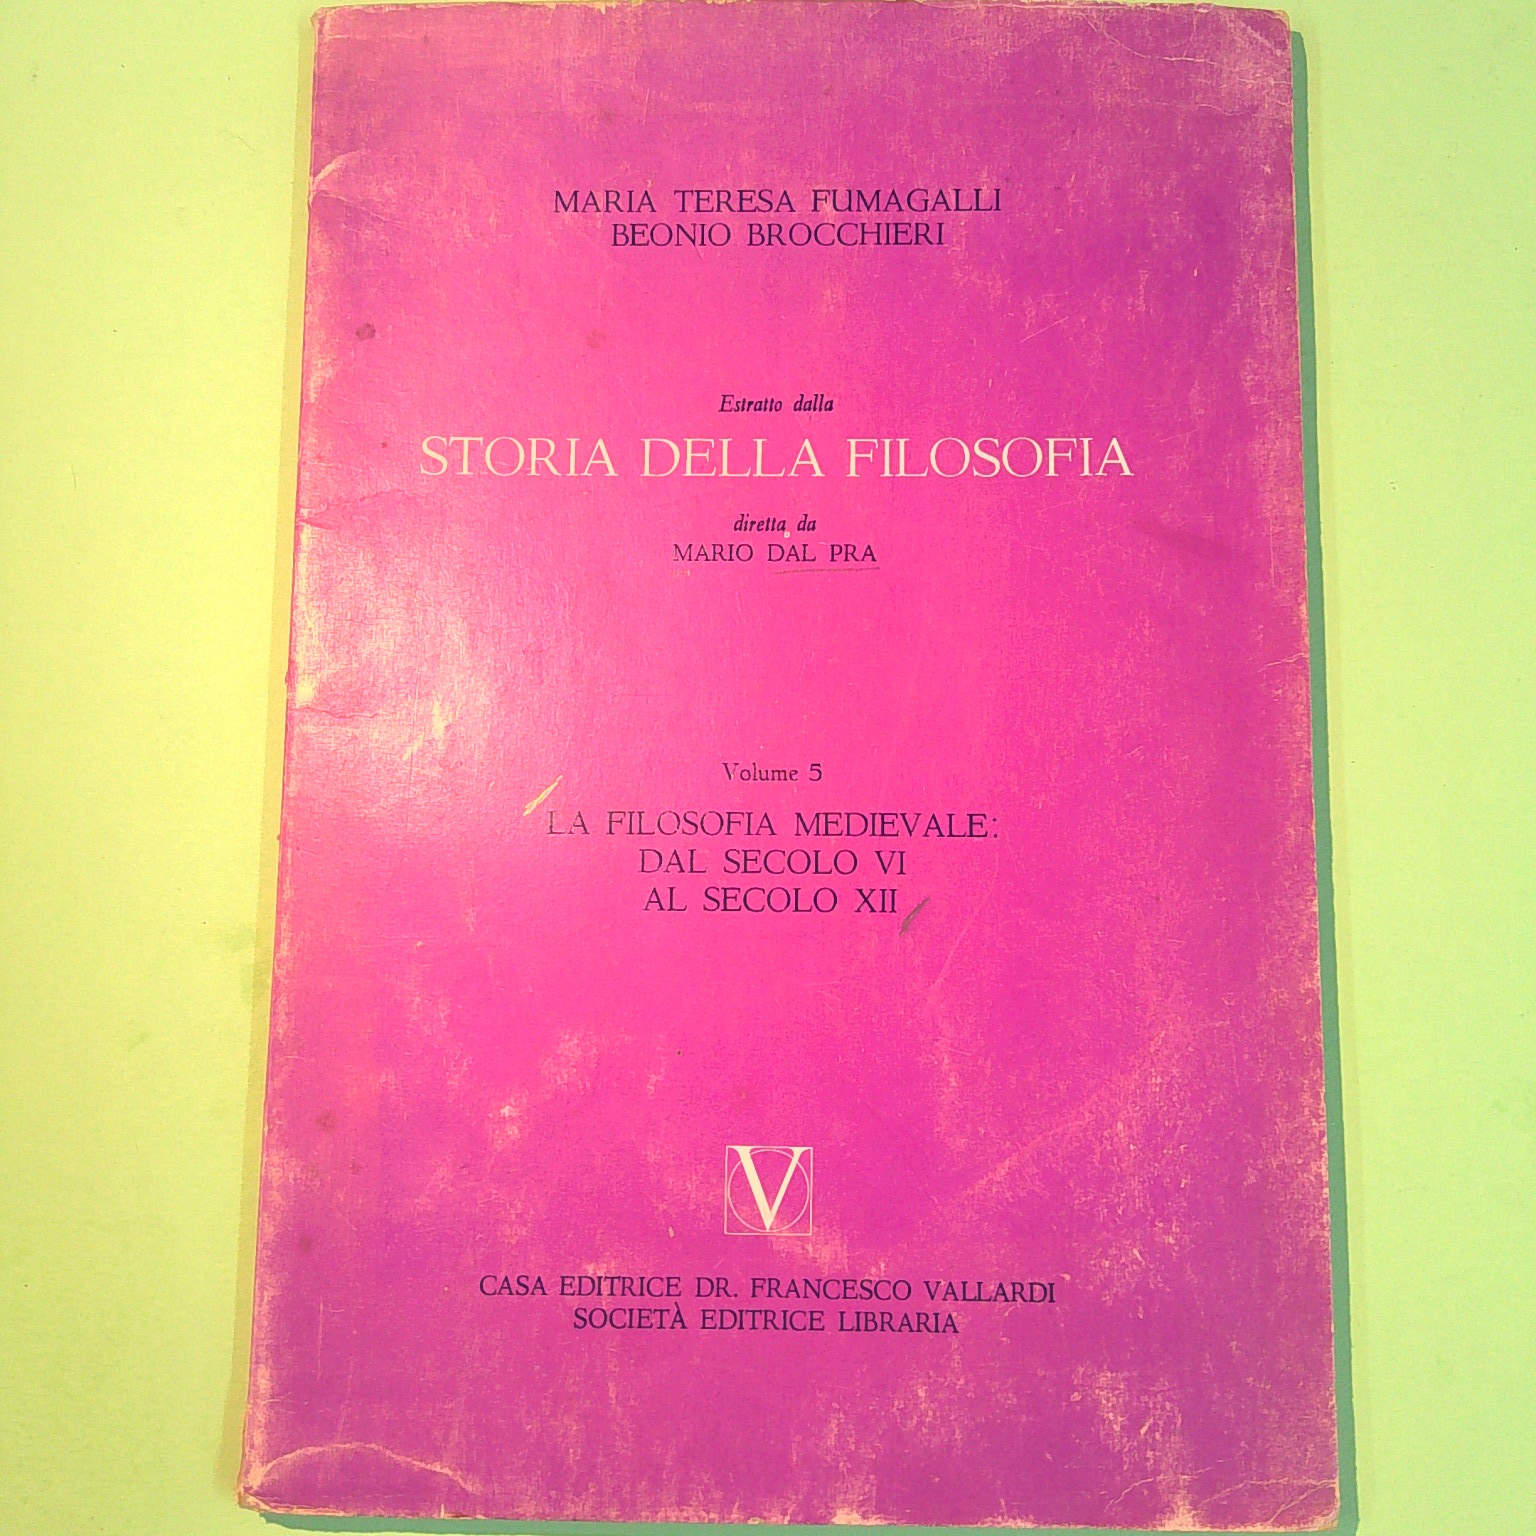 MARIA TERESA FUMAGALLI
BEONIO BROCCHIERI
Estratto dalla
STORIA DELLA FILOSOFIA
diretta da
MARIO DAL PRA
Volume 5
LA FILOSOFIA MEDIEVALE:
DAL SECOLO VI
AL SECOLO XII
V
CASA EDITRICE DR. FRANCESCO VALLARDI
SOCIETÀ EDITRICE LIBRARIA